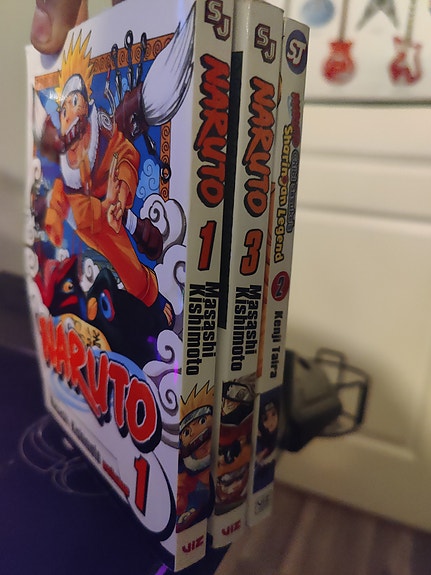 NARUTO
1
SJ
NARUTO
1
Masashi
Kishimoto
VIZ
SJ
NARUTO
3
Masashi
Kishimoto
VIZ
SJ
Sharingan Legend
2
Kenji Taira